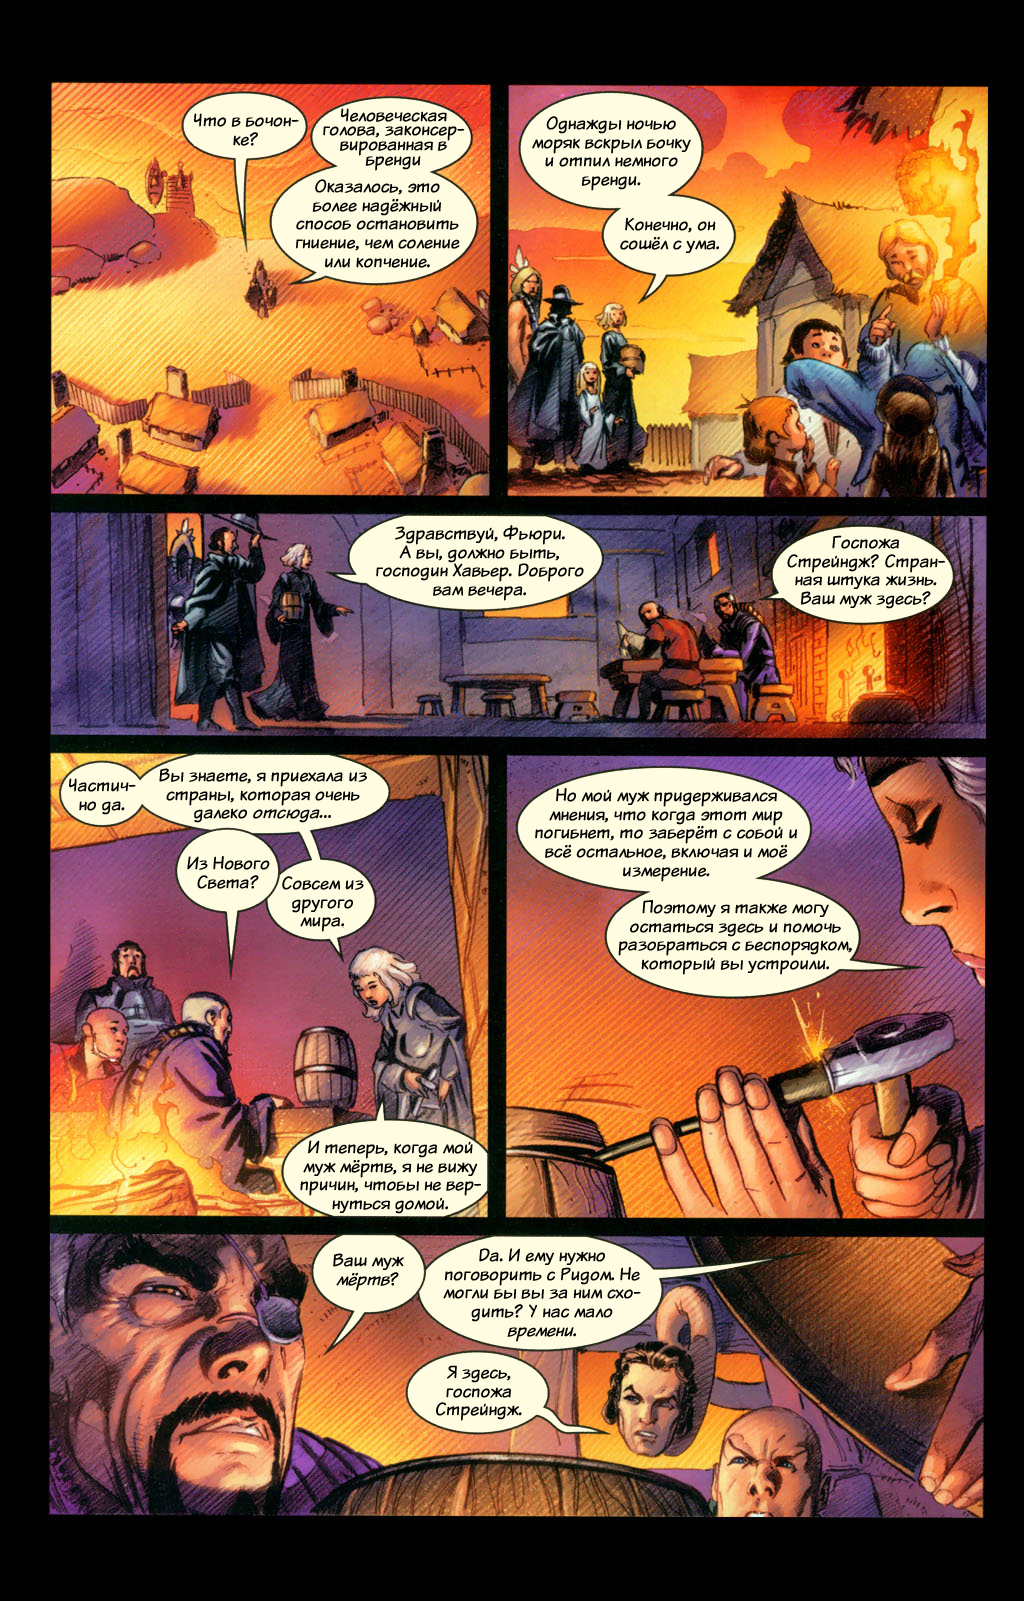 Что в бочон-
ке?
Человеческая
голова, законсер-
вированная в
бренди
Оказалось, это
более надёжный
способ остановить
гниение, чем соление
или копчение.
Однажды ночью
моряк вскрыл бочку
и отпил немного
бренди.
Конечно, он
сошёл с ума.
Здравствуй, Фьюри.
А вы, должно быть,
господин Хавьер. Доброго
вам вечера.
Госпожа
Стрейндж? Стран-
ная штука жизнь.
Ваш муж здесь?
Частич-
но да.
Вы знаете, я приехала из
страны, которая очень
далеко отсюда...
Из Нового
Света?
Совсем из
другого
мира.
И теперь, когда мой
муж мёртв, я не вижу
причин, чтобы не вер-
нуться домой.
Но мой муж придерживался
мнения, что когда этот мир
погибнет, то заберёт с собой и
всё остальное, включая и моё
измерение.
Поэтому я также могу
остаться здесь и помочь
разобраться с беспорядком,
который вы устроили.
Ваш муж
мёртв?
Да. И ему нужно
поговорить с Ридом. Не
могли бы вы за ним схо-
дить? У нас мало
времени.
Я здесь,
госпожа
Стрейндж.